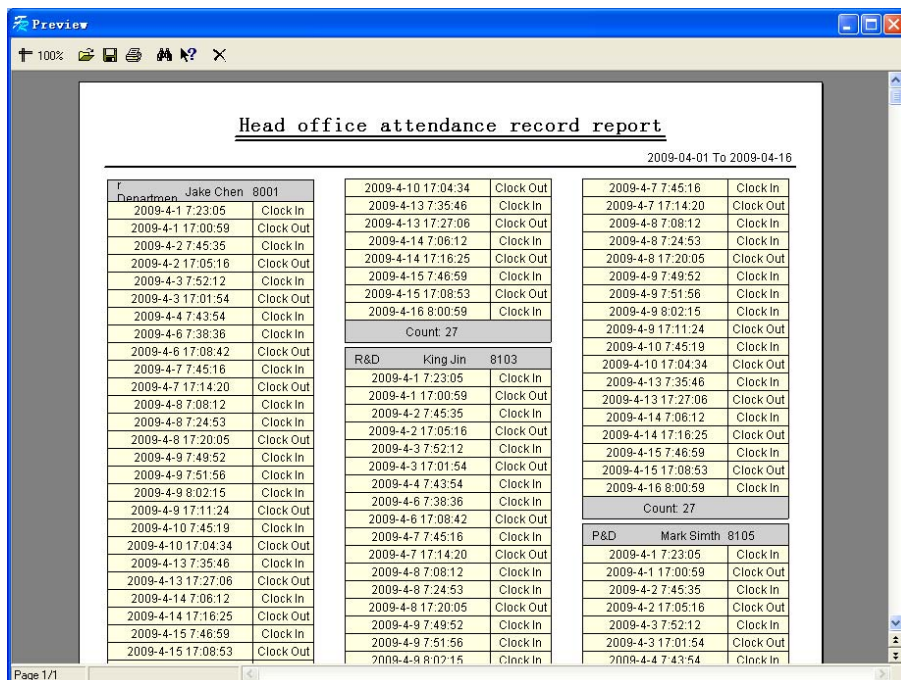 Preview
100%
Head office attendance record report
2009-04-01 To 2009-04-16
r
Departmen Jake Chen 8001
2009-4-1 7:23:05 Clock In
2009-4-1 17:00:59 Clock Out
2009-4-2 7:45:35 Clock In
2009-4-2 17:05:16 Clock Out
2009-4-3 7:52:12 Clock In
2009-4-3 17:01:54 Clock Out
2009-4-4 7:43:54 Clock In
2009-4-6 7:38:36 Clock In
2009-4-6 17:08:42 Clock Out
2009-4-7 7:45:16 Clock In
2009-4-7 17:14:20 Clock Out
2009-4-8 7:08:12 Clock In
2009-4-8 7:24:53 Clock In
2009-4-8 17:20:05 Clock Out
2009-4-9 7:49:52 Clock In
2009-4-9 7:51:56 Clock In
2009-4-9 8:02:15 Clock In
2009-4-9 17:11:24 Clock Out
2009-4-10 7:45:19 Clock In
2009-4-10 17:04:34 Clock Out
2009-4-13 7:35:46 Clock In
2009-4-13 17:27:06 Clock Out
2009-4-14 7:06:12 Clock In
2009-4-14 17:16:25 Clock Out
2009-4-15 7:46:59 Clock In
2009-4-15 17:08:53 Clock Out
2009-4-10 17:04:34 Clock Out
2009-4-13 7:35:46 Clock In
2009-4-13 17:27:06 Clock Out
2009-4-14 7:06:12 Clock In
2009-4-14 17:16:25 Clock Out
2009-4-15 7:46:59 Clock In
2009-4-15 17:08:53 Clock Out
2009-4-16 8:00:59 Clock In
Count: 27
R&D King Jin 8103
2009-4-1 7:23:05 Clock In
2009-4-1 17:00:59 Clock Out
2009-4-2 7:45:35 Clock In
2009-4-2 17:05:16 Clock Out
2009-4-3 7:52:12 Clock In
2009-4-3 17:01:54 Clock Out
2009-4-4 7:43:54 Clock In
2009-4-6 7:38:36 Clock In
2009-4-6 17:08:42 Clock Out
2009-4-7 7:45:16 Clock In
2009-4-7 17:14:20 Clock Out
2009-4-8 7:08:12 Clock In
2009-4-8 7:24:53 Clock In
2009-4-8 17:20:05 Clock Out
2009-4-9 7:49:52 Clock In
2009-4-9 7:51:56 Clock In
2009-4-9 8:02:15 Clock In
2009-4-7 7:45:16 Clock In
2009-4-7 17:14:20 Clock Out
2009-4-8 7:08:12 Clock In
2009-4-8 7:24:53 Clock In
2009-4-8 17:20:05 Clock Out
2009-4-9 7:49:52 Clock In
2009-4-9 7:51:56 Clock In
2009-4-9 8:02:15 Clock In
2009-4-9 17:11:24 Clock Out
2009-4-10 7:45:19 Clock In
2009-4-10 17:04:34 Clock Out
2009-4-13 7:35:46 Clock In
2009-4-13 17:27:06 Clock Out
2009-4-14 7:06:12 Clock In
2009-4-14 17:16:25 Clock Out
2009-4-15 7:46:59 Clock In
2009-4-15 17:08:53 Clock Out
2009-4-16 8:00:59 Clock In
Count: 27
P&D Mark Simth 8105
2009-4-1 7:23:05 Clock In
2009-4-1 17:00:59 Clock Out
2009-4-2 7:45:35 Clock In
2009-4-2 17:05:16 Clock Out
2009-4-3 7:52:12 Clock In
2009-4-3 17:01:54 Clock Out
2009-4-4 7:43:54 Clock In
Page 1/1